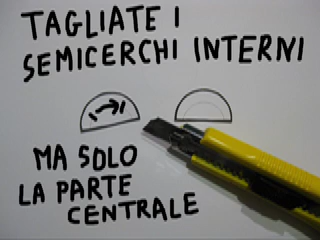 TAGLIATE I
SEMICERCHI INTERNI
MA SOLO
LA PARTE
CENTRALE